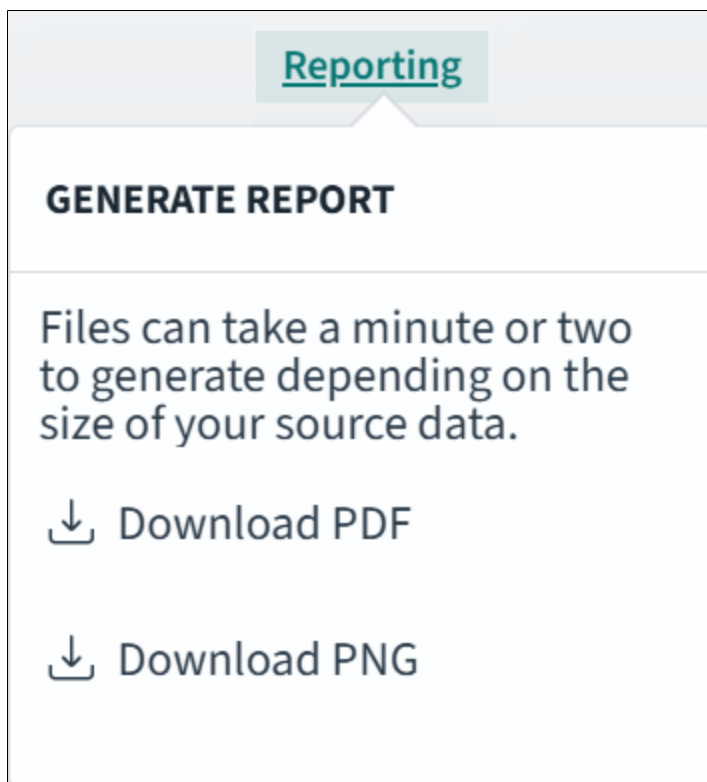 Reporting
GENERATE REPORT
Files can take a minute or two
to generate depending on the
size of your source data.
Download PDF
Download PNG